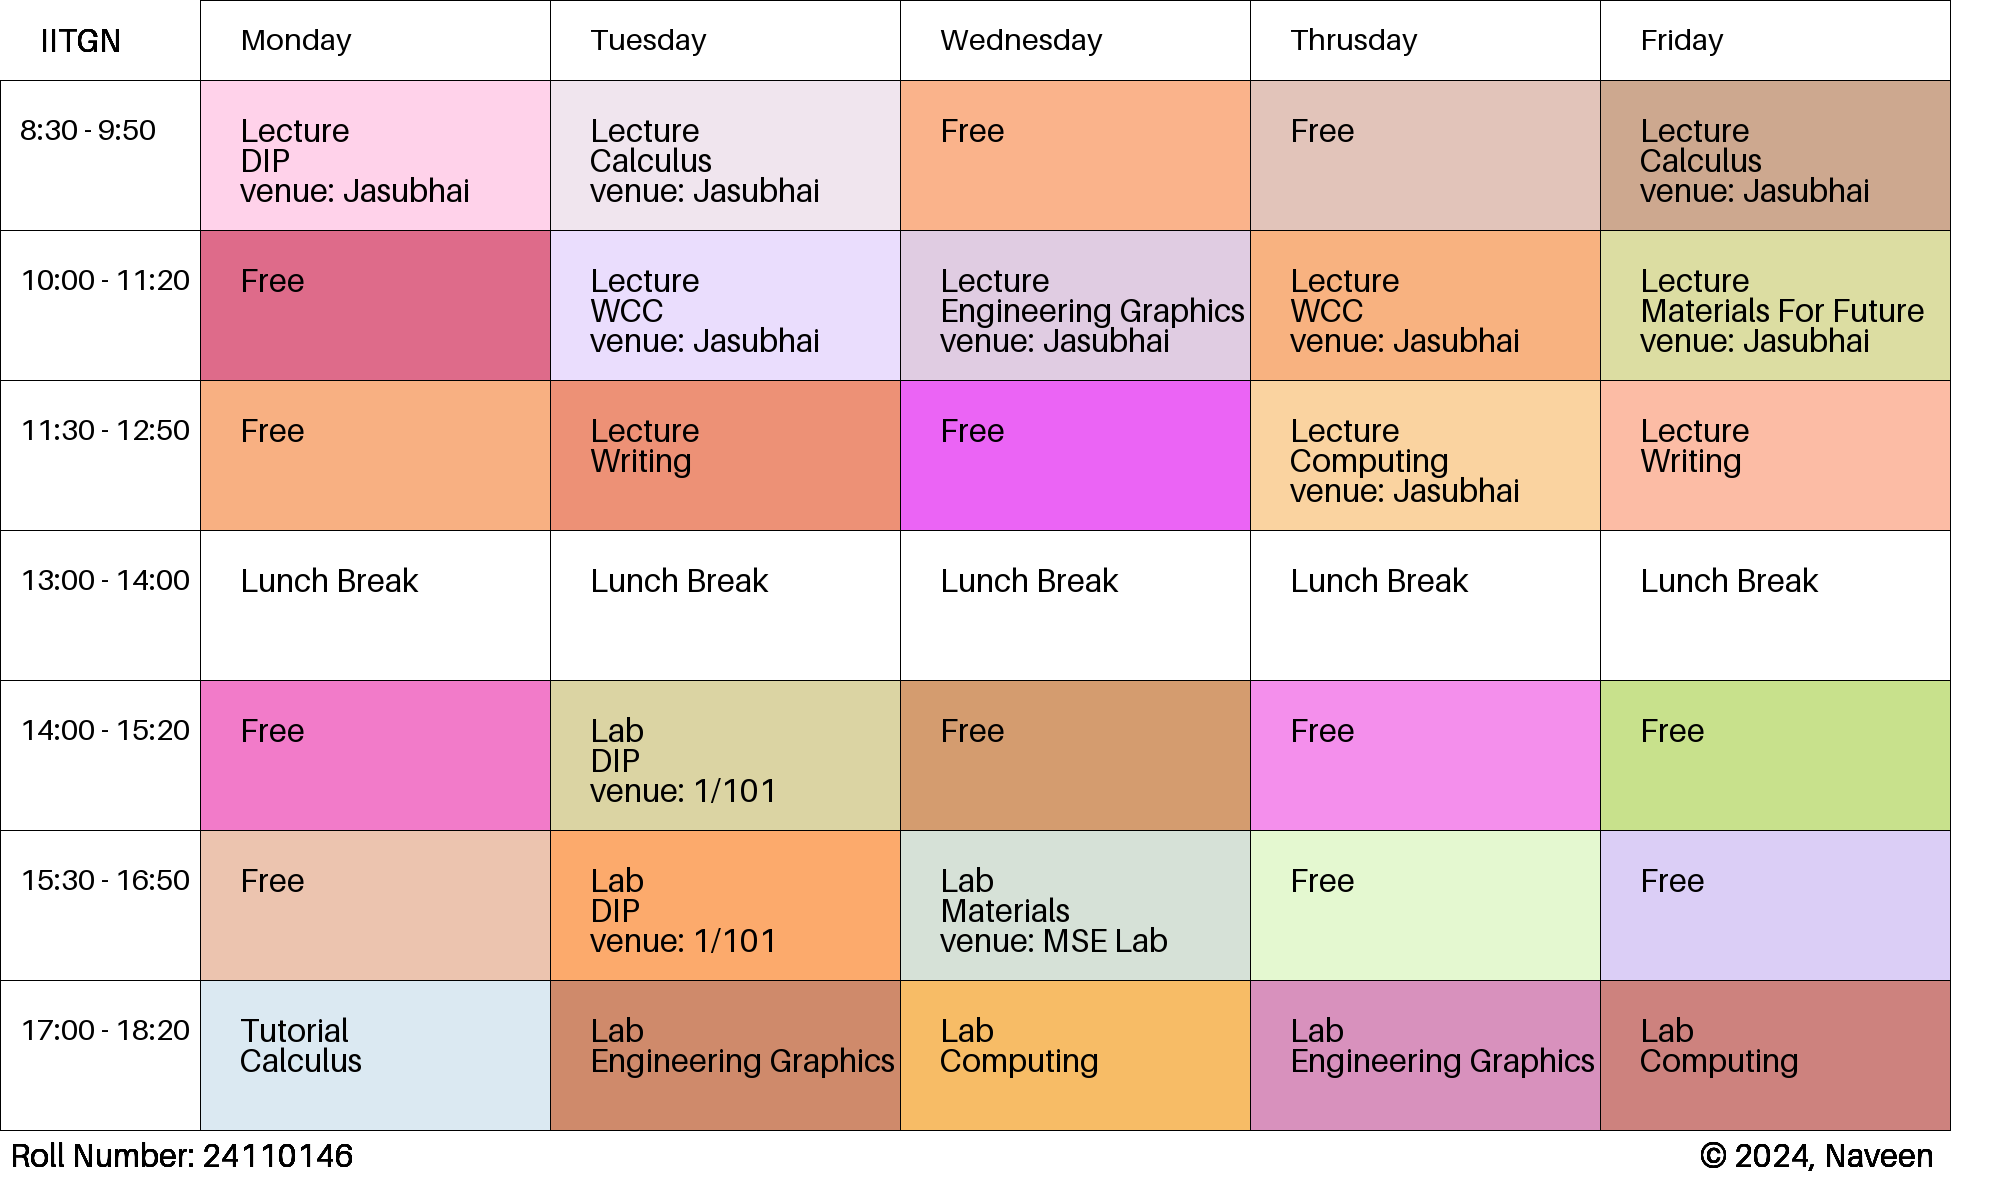 IITGN Monday Tuesday Wednesday Thrusday Friday
8:30 - 9:50
Lecture
DIP
venue: Jasubhai
Lecture
Calculus
venue: Jasubhai
Free
Free
Lecture
Calculus
venue: Jasubhai
10:00 - 11:20
Free
Lecture
WCC
venue: Jasubhai
Lecture
Engineering Graphics
venue: Jasubhai
Lecture
WCC
venue: Jasubhai
Lecture
Materials For Future
venue: Jasubhai
11:30 - 12:50
Free
Lecture
Writing
Free
Lecture
Computing
venue: Jasubhai
Lecture
Writing
13:00 - 14:00
Lunch Break
Lunch Break
Lunch Break
Lunch Break
Lunch Break
14:00 - 15:20
Free
Lab
DIP
venue: 1/101
Free
Free
Free
15:30 - 16:50
Free
Lab
DIP
venue: 1/101
Lab
Materials
venue: MSE Lab
Free
Free
17:00 - 18:20
Tutorial
Calculus
Lab
Engineering Graphics
Lab
Computing
Lab
Engineering Graphics
Lab
Computing
Roll Number: 24110146
© 2024, Naveen